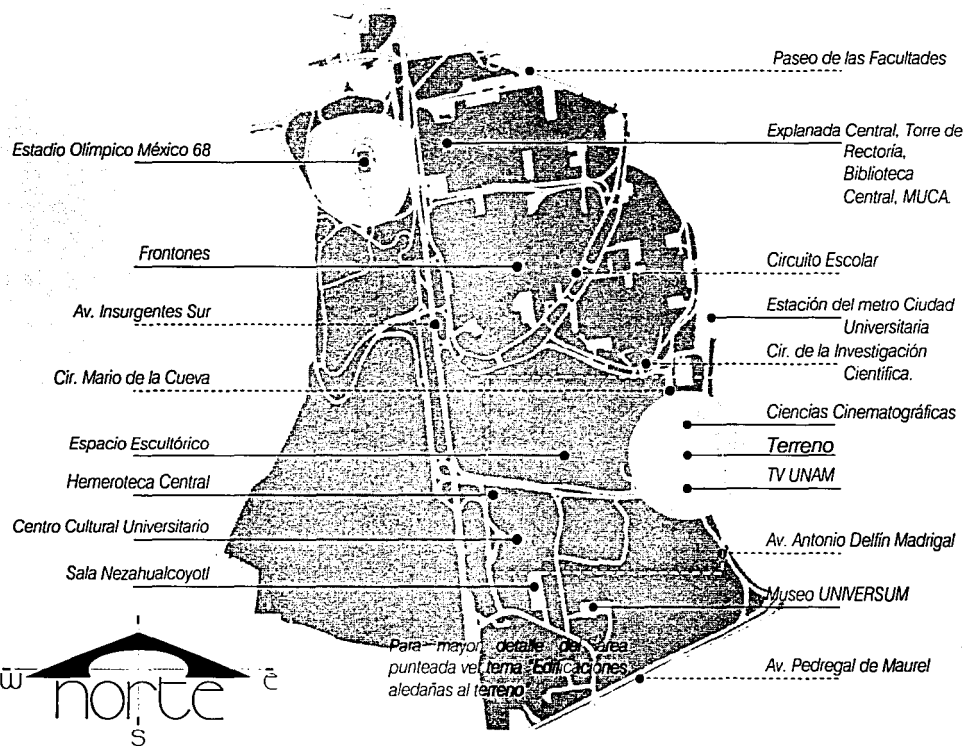 Paseo de las Facultades
Estadio Olímpico México 68
Explanada Central, Torre de
Rectoría,
Biblioteca
Central, MUCA.
Frontones
Circuito Escolar
Av. Insurgentes Sur
Estación del metro Ciudad
Universitaria
Cir. de la Investigación
Científica.
Cir. Mario de la Cueva
Ciencias Cinematográficas
Espacio Escultórico
Terreno
Hemeroteca Central
TV UNAM
Centro Cultural Universitario
Av. Antonio Delfín Madrigal
Sala Nezahualcoyotl
Museo UNIVERSUM
Para mayor detalle del área
punteada ver tema "Edificaciones
aledañas al terreno"
Av. Pedregal de Maurel
W norte e
S